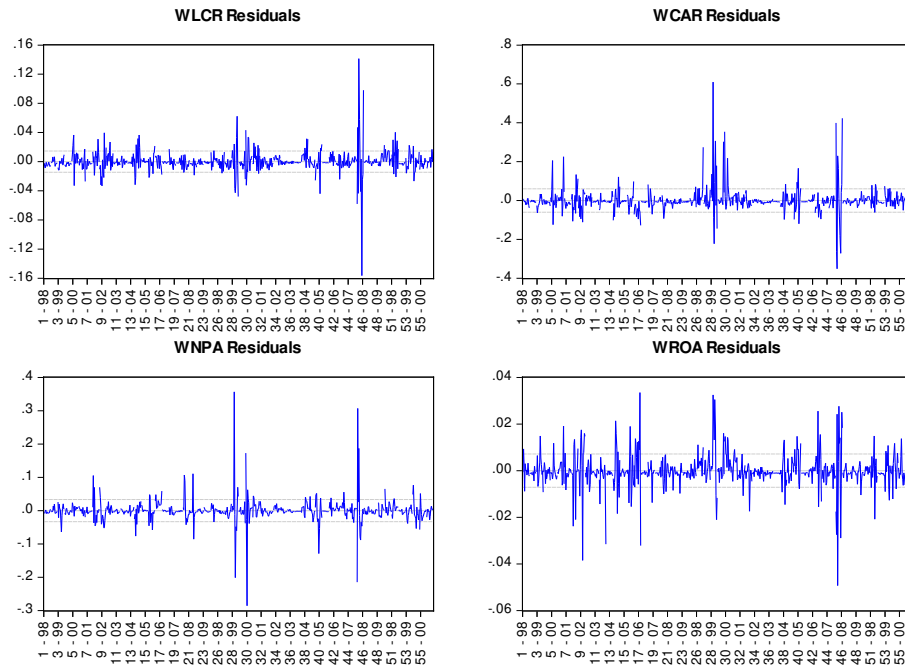 WLCR Residuals
.16
.12
.08
.04
.00
-.04
-.08
-.12
-.16
1 - 98
3 - 99
5 - 00
7 - 01
9 - 02
11 - 03
13 - 04
15 - 05
17 - 06
19 - 07
21 - 08
23 - 09
26 - 98
28 - 99
30 - 00
32 - 01
34 - 02
36 - 03
38 - 04
40 - 05
42 - 06
44 - 07
46 - 08
49 - 09
51 - 98
53 - 99
55 - 00
WCAR Residuals
.8
.6
.4
.2
.0
-.2
-.4
1 - 98
3 - 99
5 - 00
7 - 01
9 - 02
11 - 03
13 - 04
15 - 05
17 - 06
19 - 07
21 - 08
23 - 09
26 - 98
28 - 99
30 - 00
32 - 01
34 - 02
36 - 03
38 - 04
40 - 05
42 - 06
44 - 07
46 - 08
48 - 09
51 - 98
53 - 99
55 - 00
WNPA Residuals
.4
.3
.2
.1
.0
-.1
-.2
-.3
1 - 98
3 - 99
5 - 00
7 - 01
9 - 02
11 - 03
13 - 04
15 - 05
17 - 06
19 - 07
21 - 08
23 - 09
26 - 98
28 - 99
30 - 00
32 - 01
34 - 02
36 - 03
38 - 04
40 - 05
42 - 06
44 - 07
46 - 08
48 - 09
51 - 98
53 - 99
55 - 00
WROA Residuals
.04
.02
.00
-.02
-.04
-.06
1 - 98
3 - 99
5 - 00
7 - 01
9 - 02
11 - 03
13 - 04
15 - 05
17 - 06
19 - 07
21 - 08
23 - 09
26 - 98
28 - 99
30 - 00
32 - 01
34 - 02
36 - 03
38 - 04
40 - 05
42 - 06
44 - 07
46 - 08
48 - 09
51 - 98
53 - 99
55 - 00